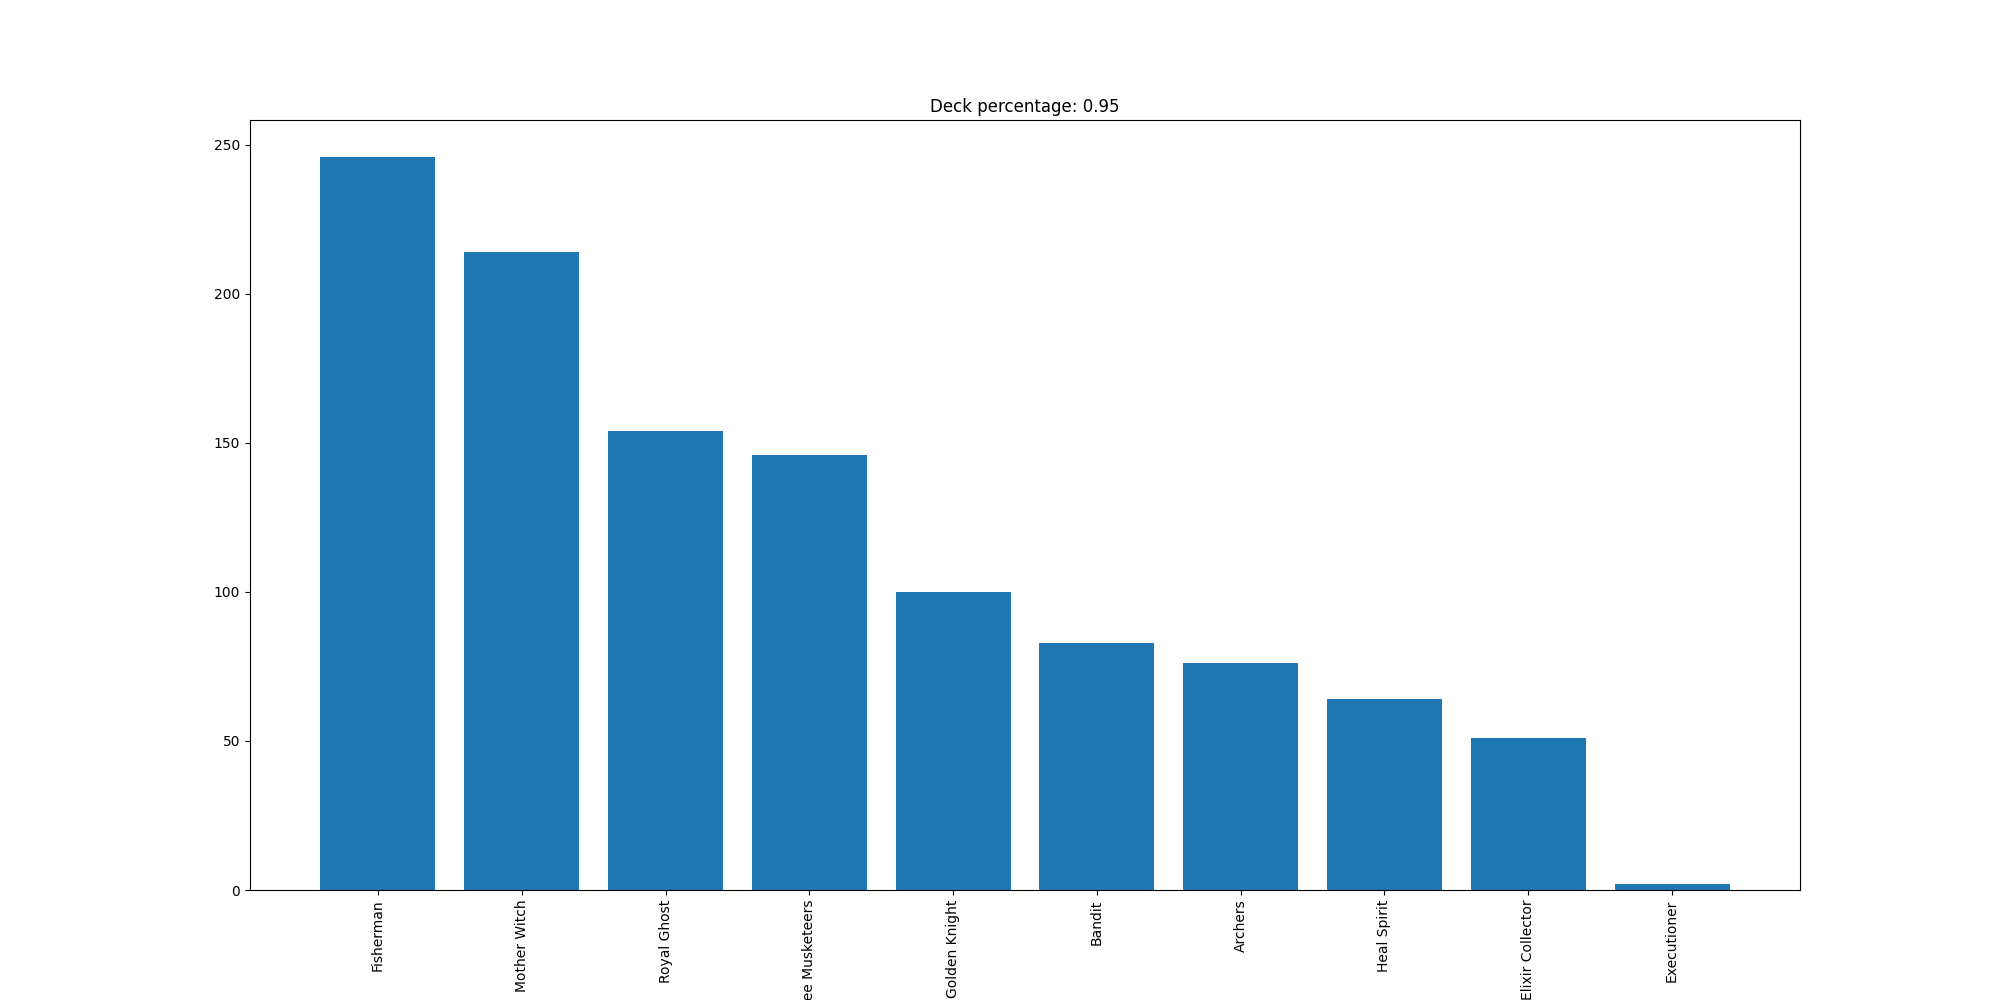 Deck percentage: 0.95
250
200
150
100
50
0
Fisherman
Mother Witch
Royal Ghost
ee Musketeers
Golden Knight
Bandit
Archers
Heal Spirit
Elixir Collector
Executioner